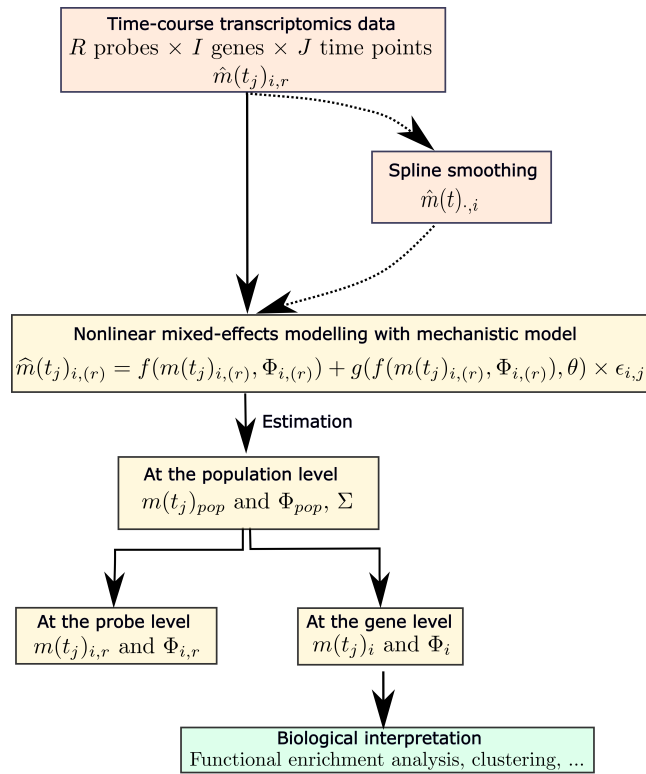 Time-course transcriptomics data
R probes × I genes × J time points
m̂(t_j)_{i,r}
Spline smoothing
m̂(t)_{·,i}
Nonlinear mixed-effects modelling with mechanistic model
m̂(t_j)_{i,(r)} = f(m(t_j)_{i,(r)}, Φ_{i,(r)}) + g(f(m(t_j)_{i,(r)}, Φ_{i,(r)}), θ) × ϵ_{i,j}
Estimation
At the population level
m(t_j)_{pop} and Φ_{pop}, Σ
At the probe level
m(t_j)_{i,r} and Φ_{i,r}
At the gene level
m(t_j)_i and Φ_i
Biological interpretation
Functional enrichment analysis, clustering, ...